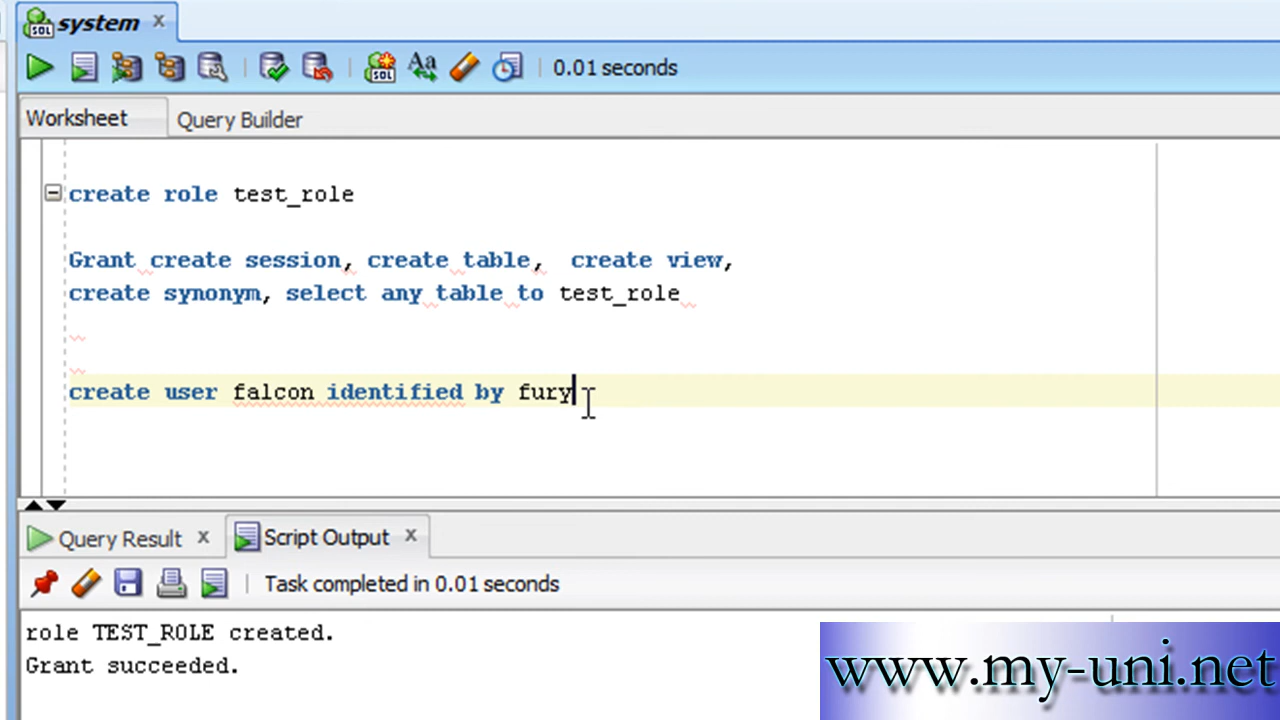 system
0.01 seconds
Worksheet
Query Builder
create role test_role
Grant create session, create table, create view,
create synonym, select any table to test_role
create user falcon identified by fury
Query Result
Script Output
Task completed in 0.01 seconds
role TEST_ROLE created.
Grant succeeded.
www.my-uni.net